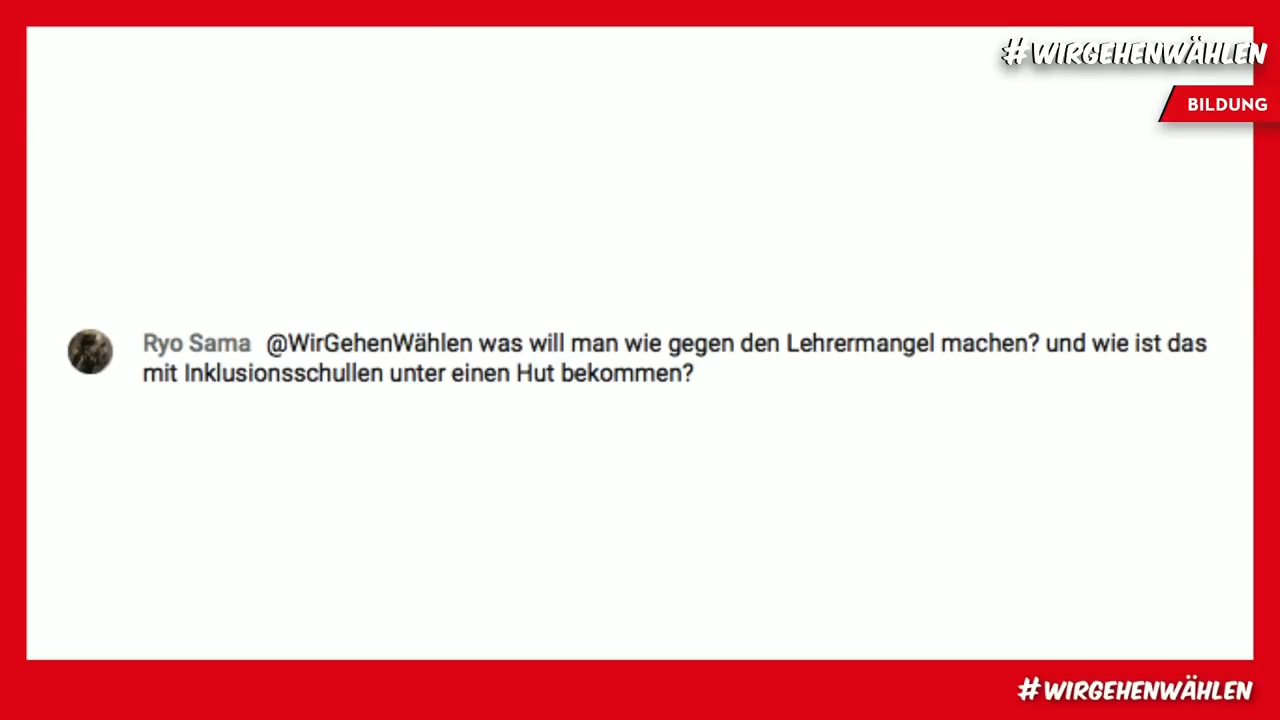 #WIRGEHENWÄHLEN
BILDUNG
Ryo Sama @WirGehenWählen was will man wie gegen den Lehrermangel machen? und wie ist das
mit Inklusionsschullen unter einen Hut bekommen?
#WIRGEHENWÄHLEN